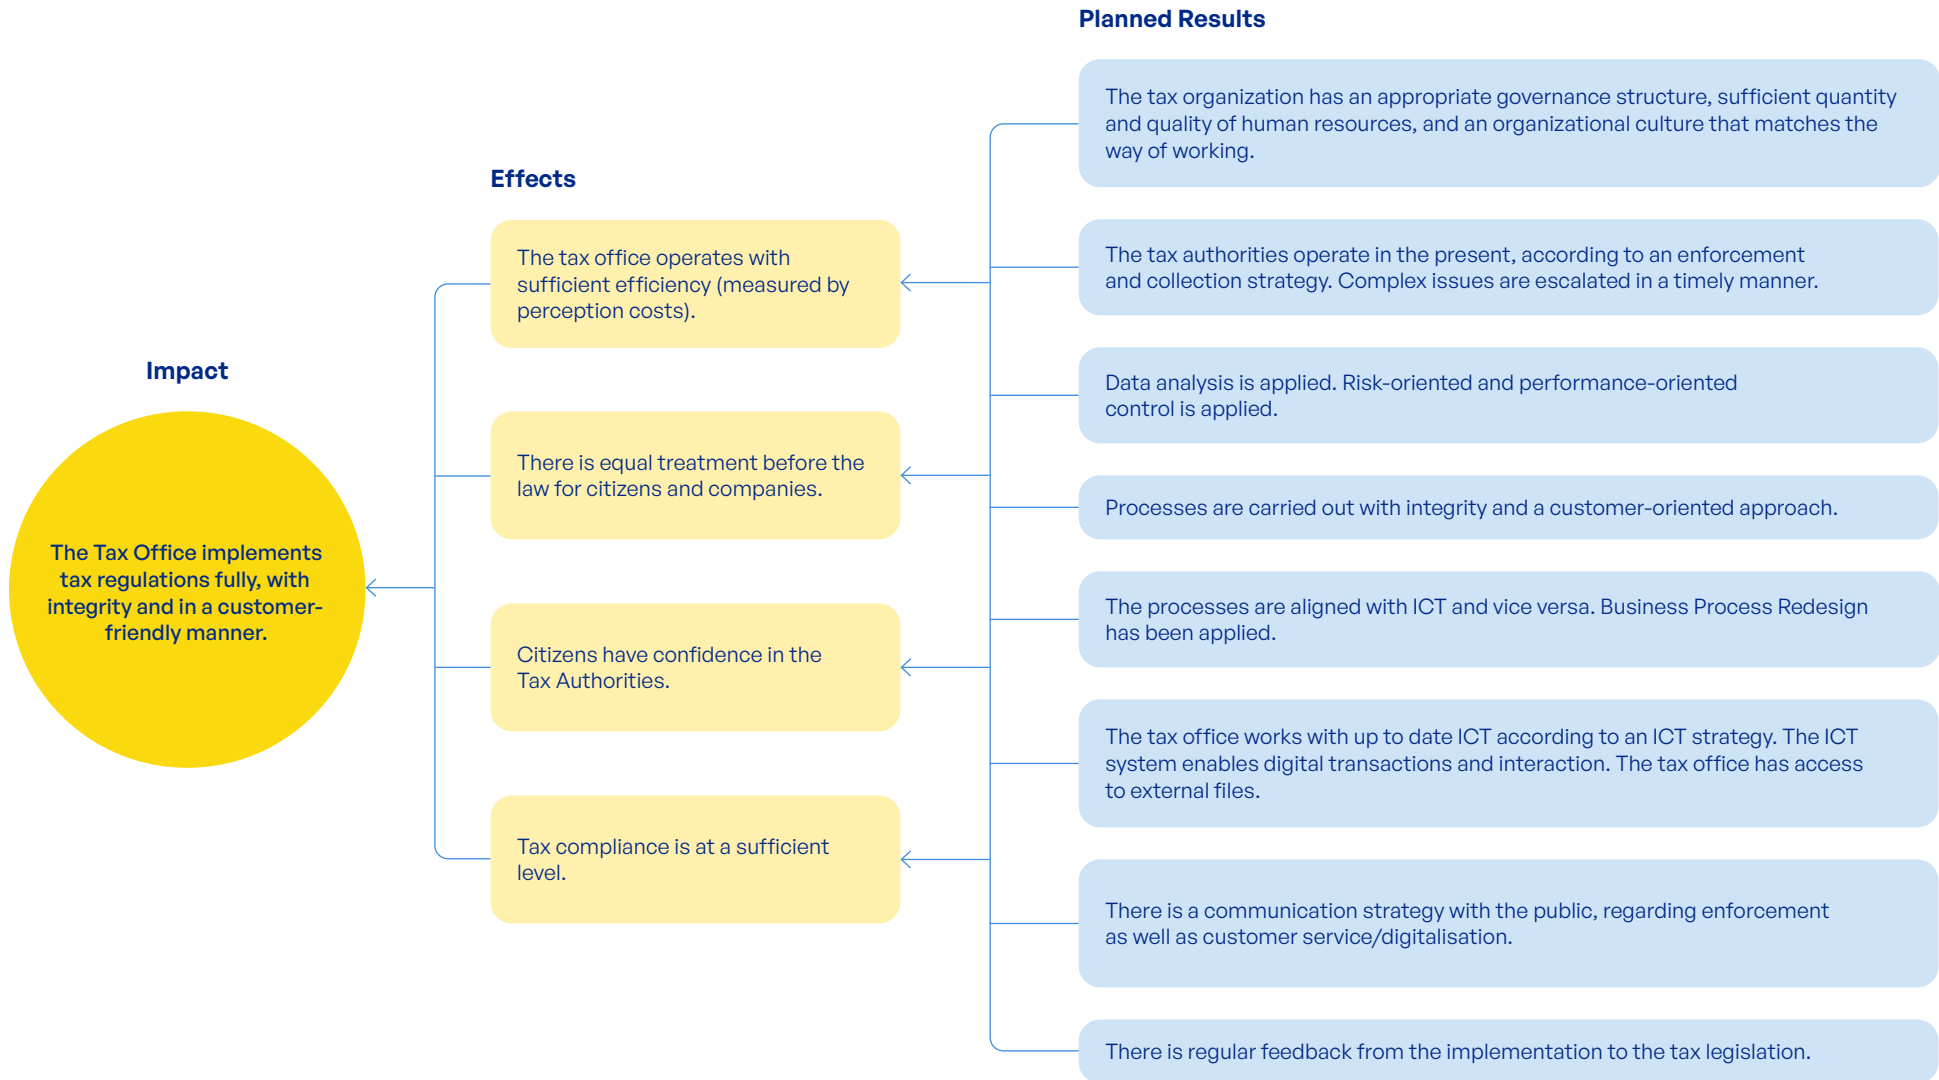 Impact
The Tax Office implements
tax regulations fully, with
integrity and in a customer-
friendly manner.
Effects
The tax office operates with
sufficient efficiency (measured by
perception costs).
There is equal treatment before the
law for citizens and companies.
Citizens have confidence in the
Tax Authorities.
Tax compliance is at a sufficient
level.
Planned Results
The tax organization has an appropriate governance structure, sufficient quantity
and quality of human resources, and an organizational culture that matches the
way of working.
The tax authorities operate in the present, according to an enforcement
and collection strategy. Complex issues are escalated in a timely manner.
Data analysis is applied. Risk-oriented and performance-oriented
control is applied.
Processes are carried out with integrity and a customer-oriented approach.
The processes are aligned with ICT and vice versa. Business Process Redesign
has been applied.
The tax office works with up to date ICT according to an ICT strategy. The ICT
system enables digital transactions and interaction. The tax office has access
to external files.
There is a communication strategy with the public, regarding enforcement
as well as customer service/digitalisation.
There is regular feedback from the implementation to the tax legislation.